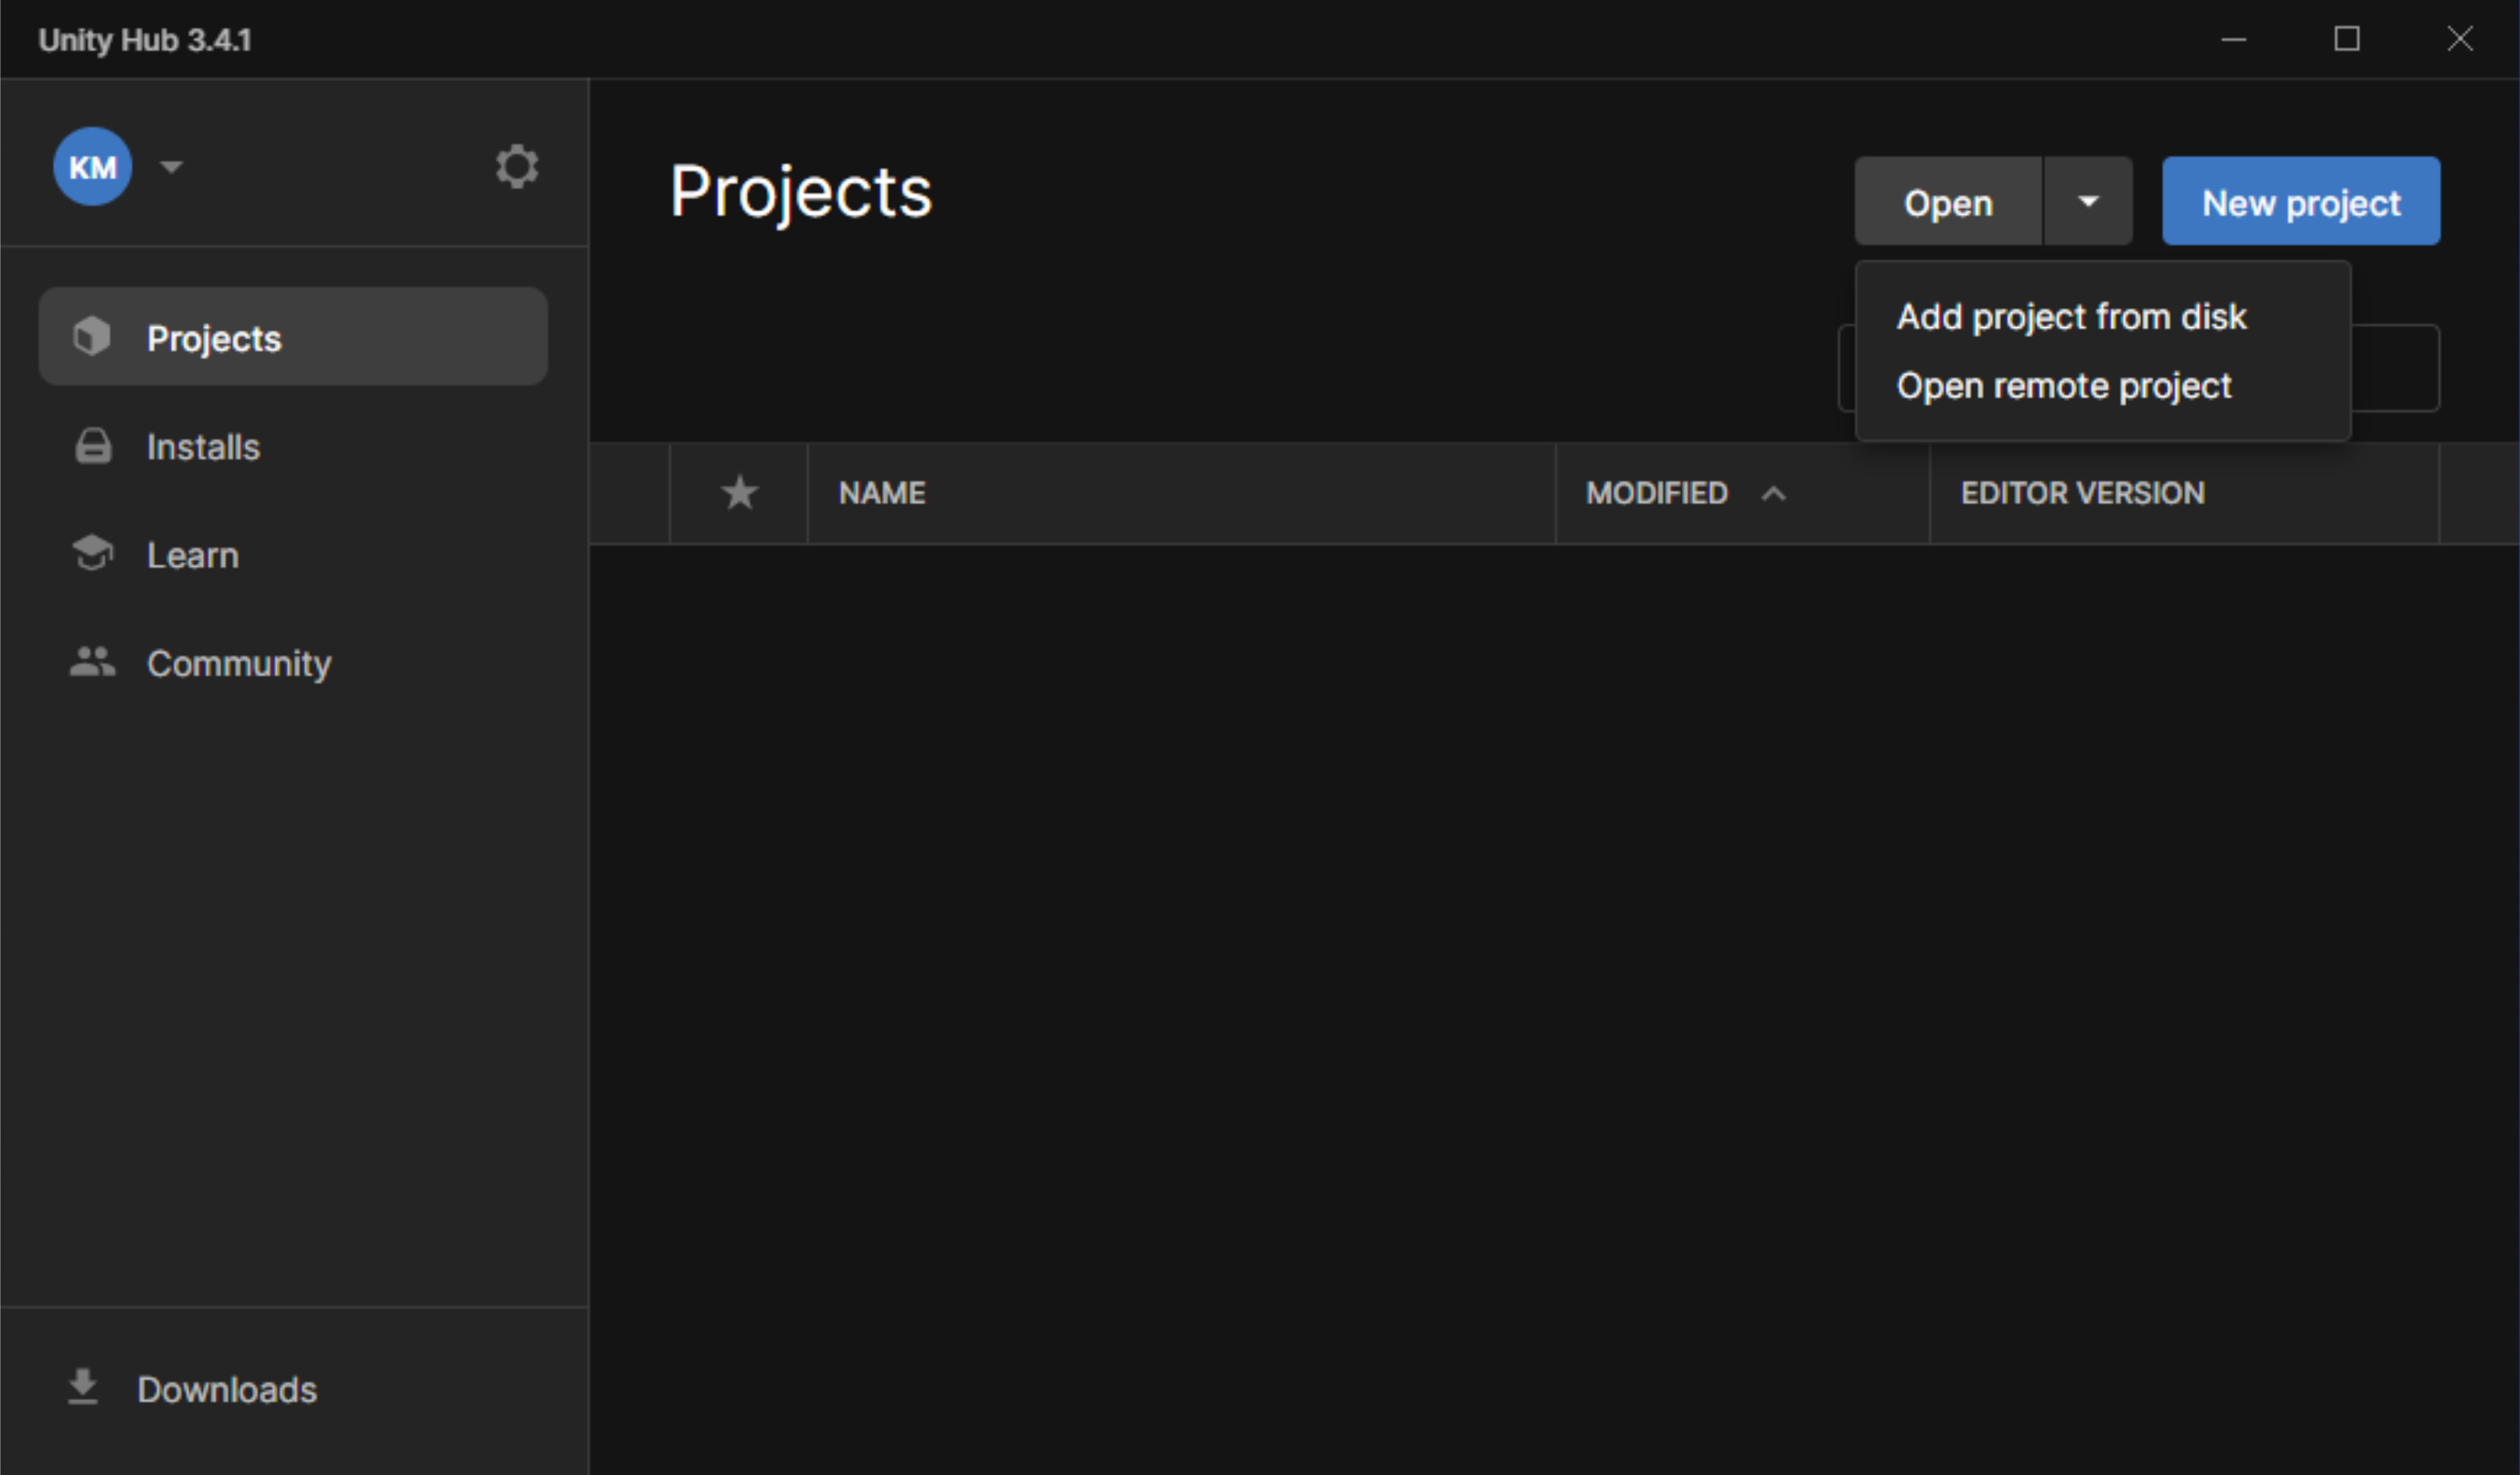 Unity Hub 3.4.1
KM
Projects
Installs
Learn
Community
Downloads
Projects
Open
New project
Add project from disk
Open remote project
NAME
MODIFIED
EDITOR VERSION